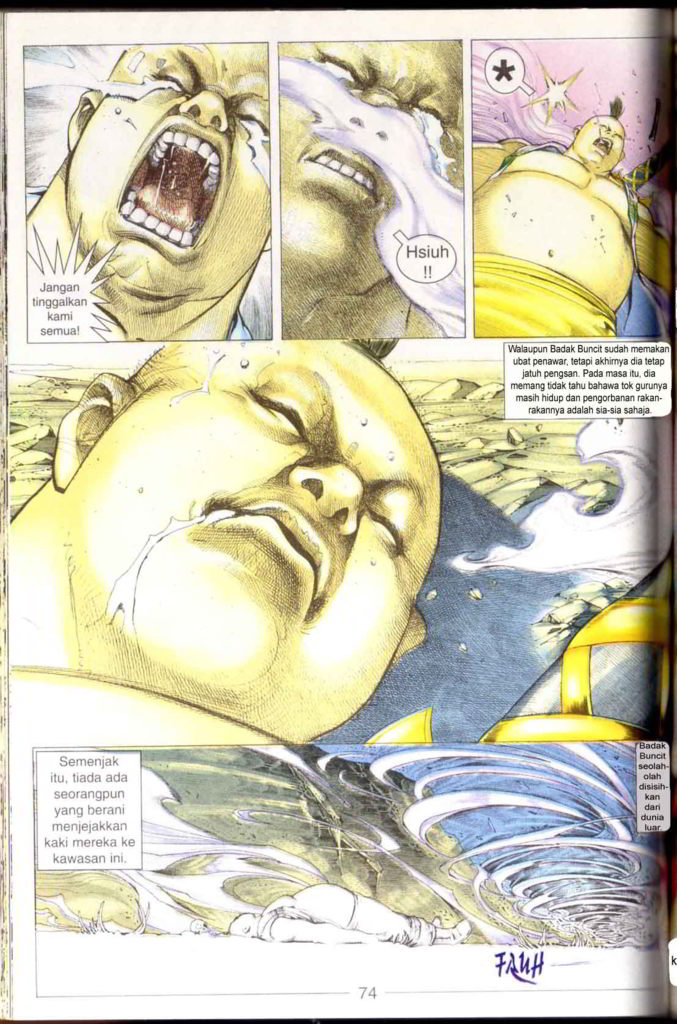 Jangan
tinggalkan
kami
semua!
Hsiuh
!!
*
Walaupun Badak Buncit sudah memakan
ubat penawar, tetapi akhirnya dia tetap
jatuh pengsan. Pada masa itu, dia
memang tidak tahu bahawa tok gurunya
masih hidup dan pengorbanan rakan-
rakannya adalah sia-sia sahaja.
Semenjak
itu, tiada ada
seorangpun
yang berani
menjejakkan
kaki mereka ke
kawasan ini.
Badak
Buncit
seolah-
olah
disisih-
kan
dari
dunia
luar.
74
k